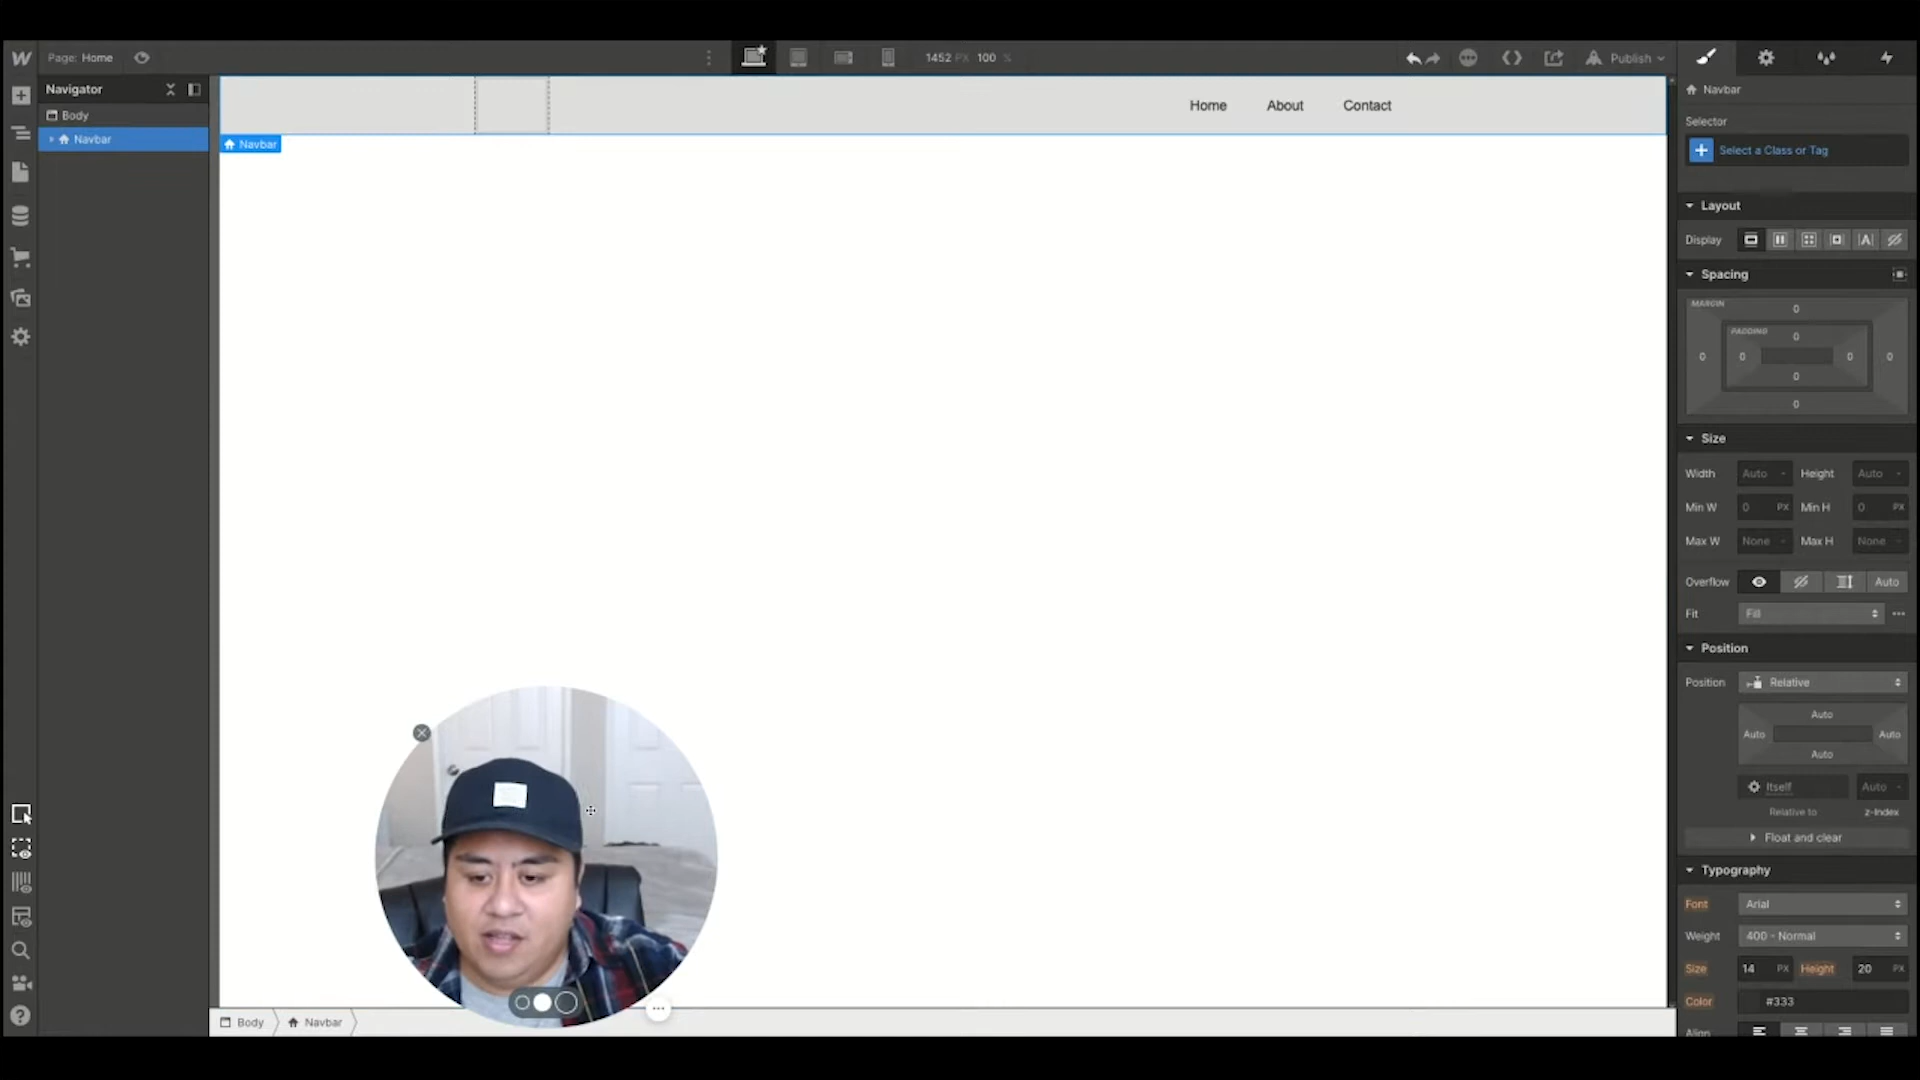 Page: Home
1452 PX 100 %
Publish
Navigator
Body
Navbar
Home About Contact
Navbar
Navbar
Selector
Select a Class or Tag
Layout
Display
Spacing
MARGIN
0
PADDING
0
0 0 0 0
0
0
Size
Width Auto - Height Auto -
Min W 0 PX Min H 0 PX
Max W None - Max H None -
Overflow Auto
Fit Fill
Position
Position Relative
Auto
Auto Auto
Auto
Itself Auto -
Relative to z-Index
Float and clear
Typography
Font Arial
Weight 400 - Normal
Size 14 PX Height 20 PX
Color #333
Align
Body Navbar